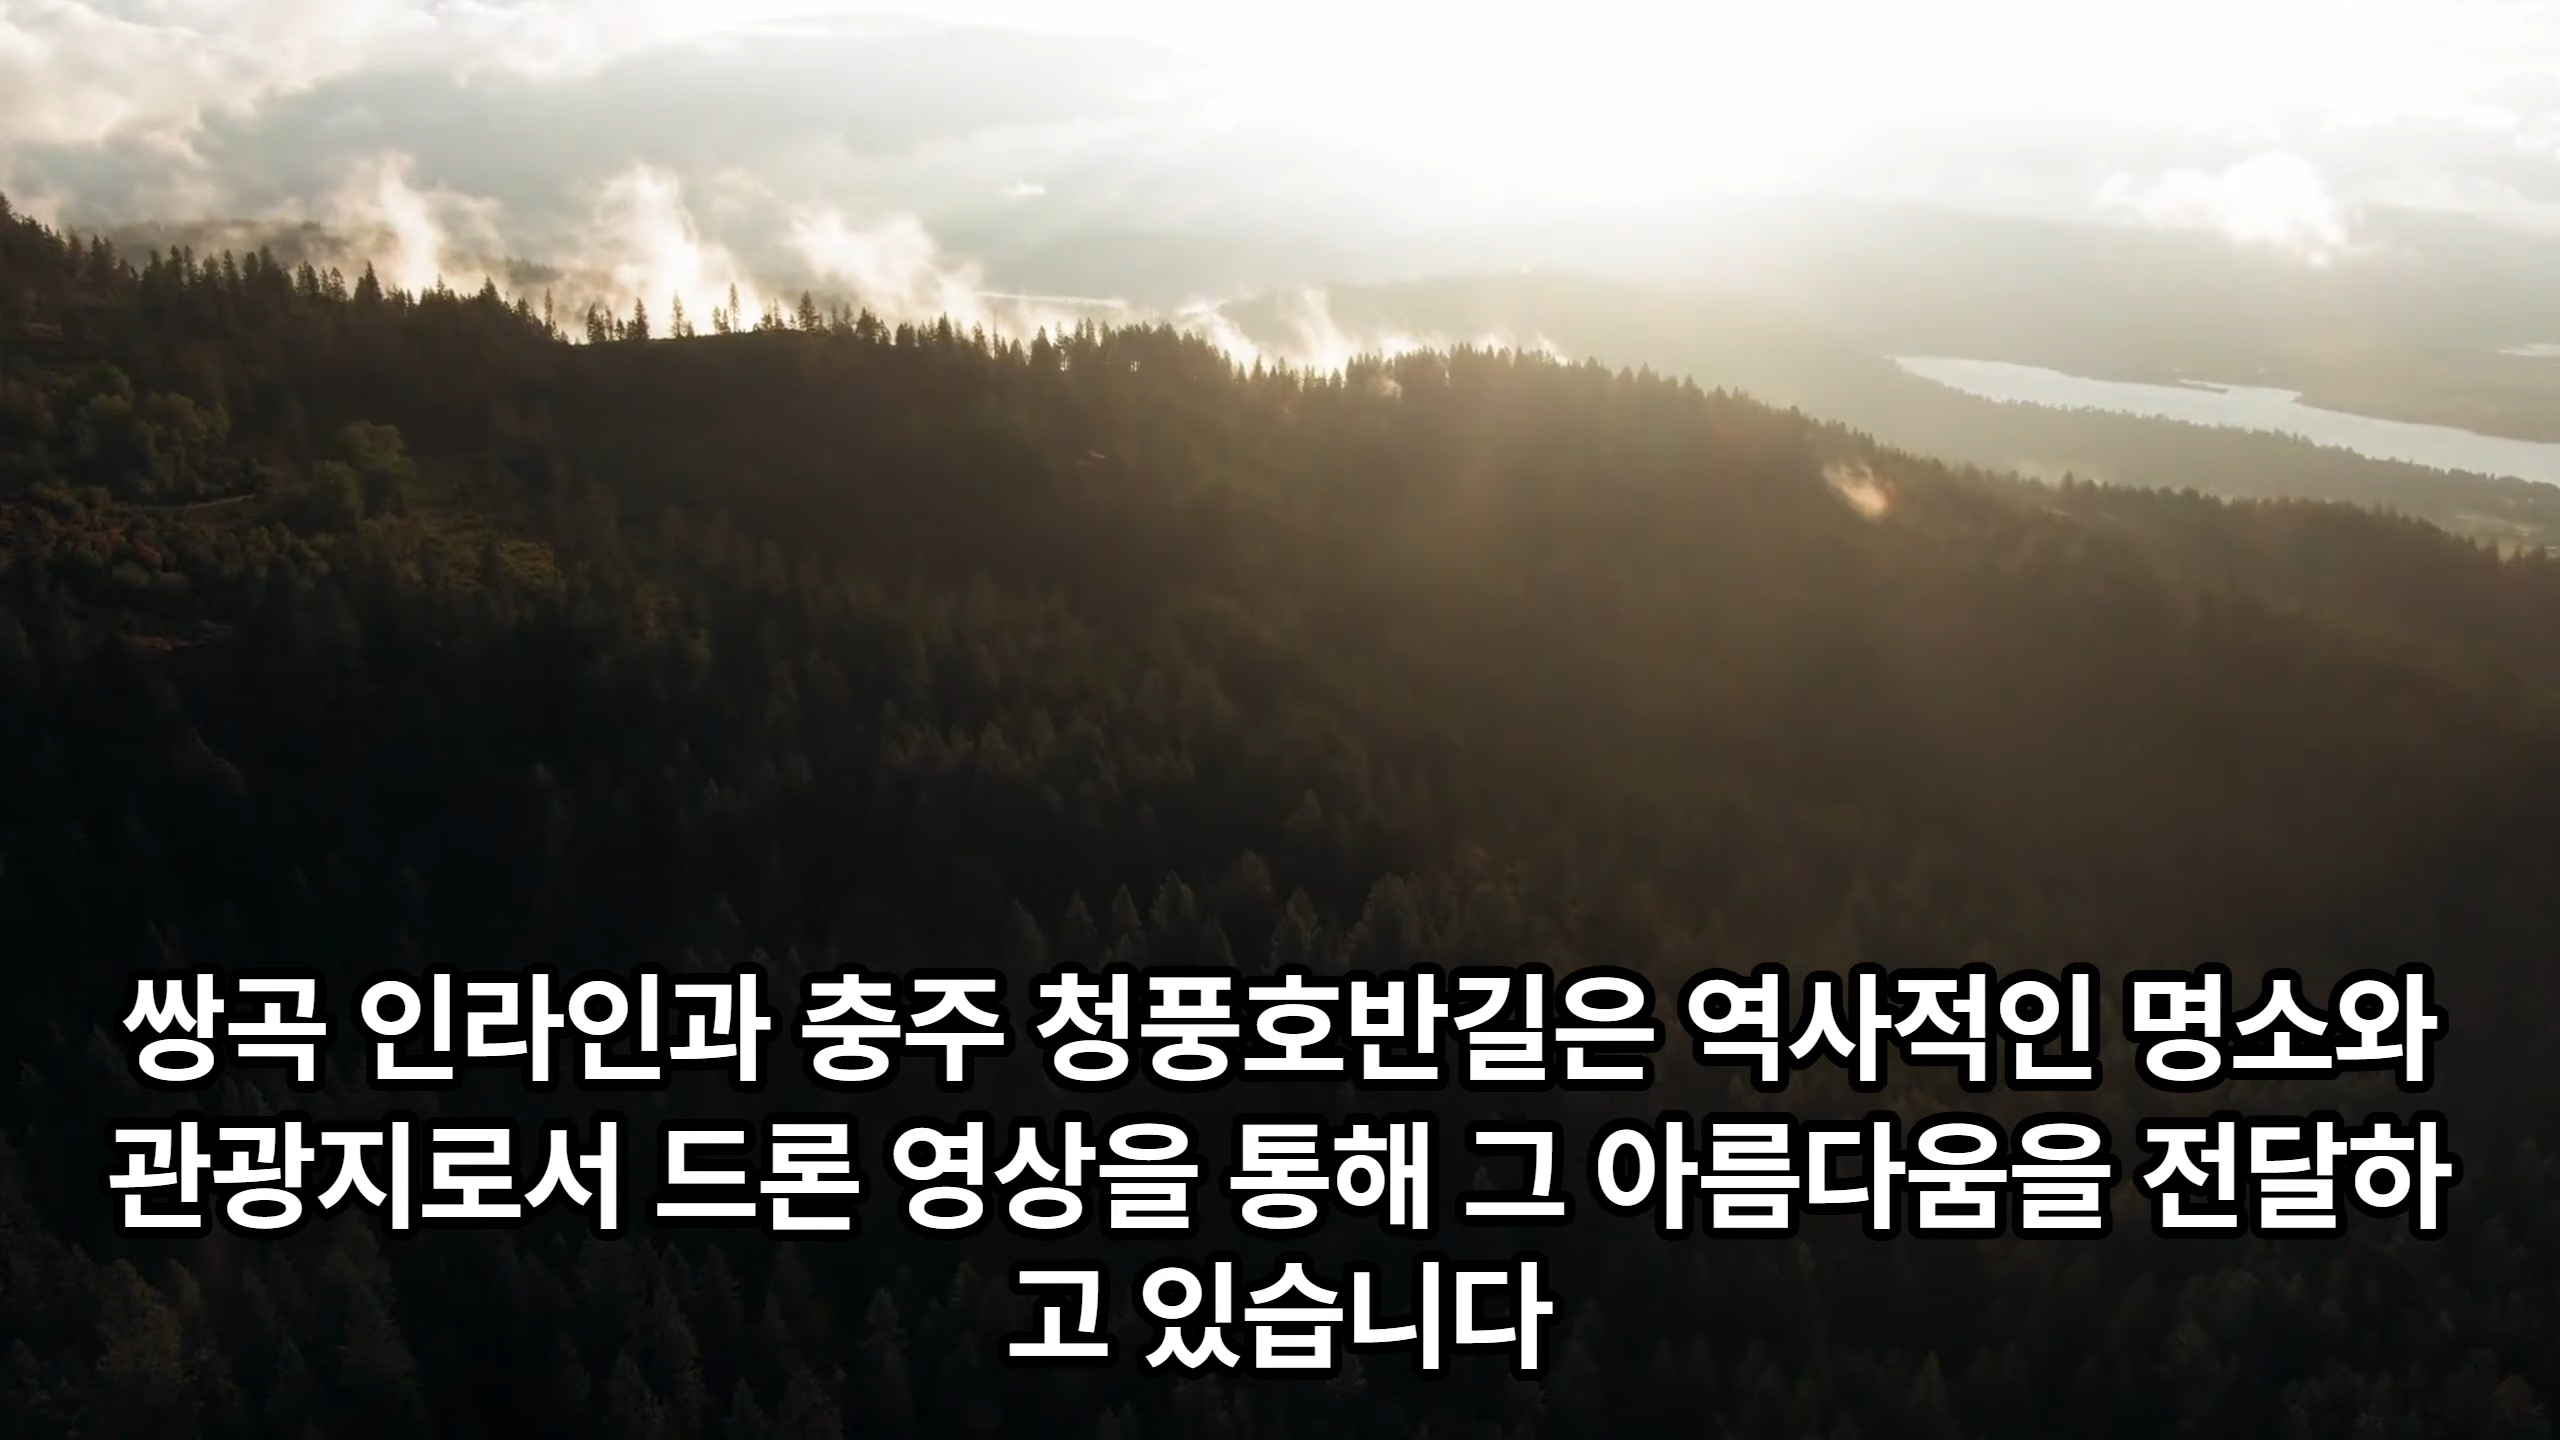 쌍곡 인라인과 충주 청풍호반길은 역사적인 명소와
관광지로서 드론 영상을 통해 그 아름다움을 전달하
고 있습니다